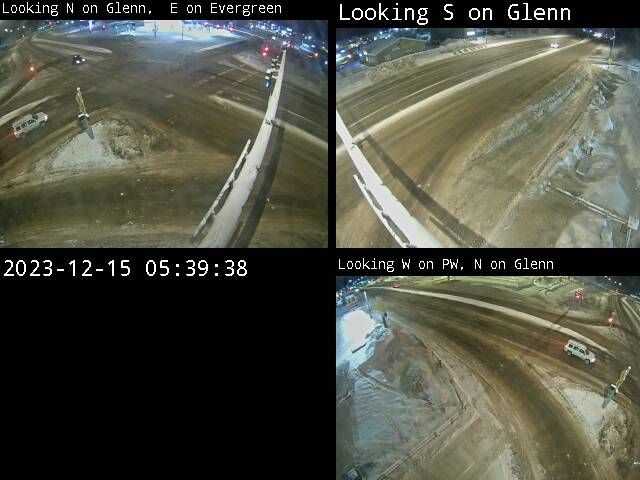 Looking N on Glenn,  E on Evergreen
Looking S on Glenn
2023-12-15 05:39:38
Looking W on PW, N on Glenn